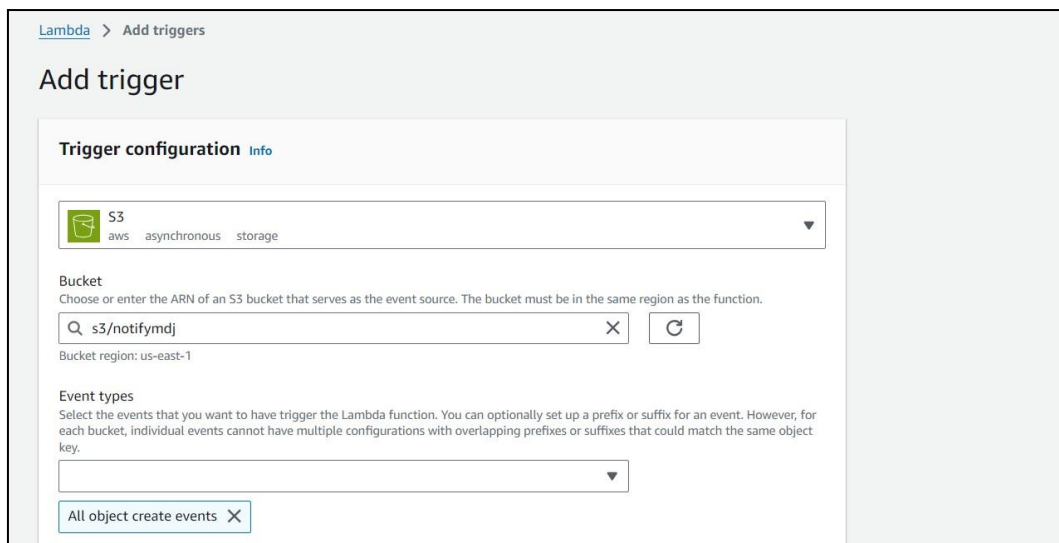 Lambda > Add triggers
Add trigger
Trigger configuration Info
S3
aws asynchronous storage
Bucket
Choose or enter the ARN of an S3 bucket that serves as the event source. The bucket must be in the same region as the function.
s3/notifymdj
Bucket region: us-east-1
Event types
Select the events that you want to have trigger the Lambda function. You can optionally set up a prefix or suffix for an event. However, for
each bucket, individual events cannot have multiple configurations with overlapping prefixes or suffixes that could match the same object
key.
All object create events